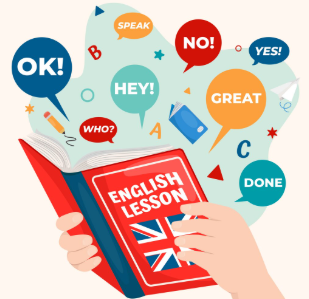 SPEAK
NO!
YES!
OK!
B
HEY!
GREAT
WHO?
A
C
DONE
ENGLISH
LESSON